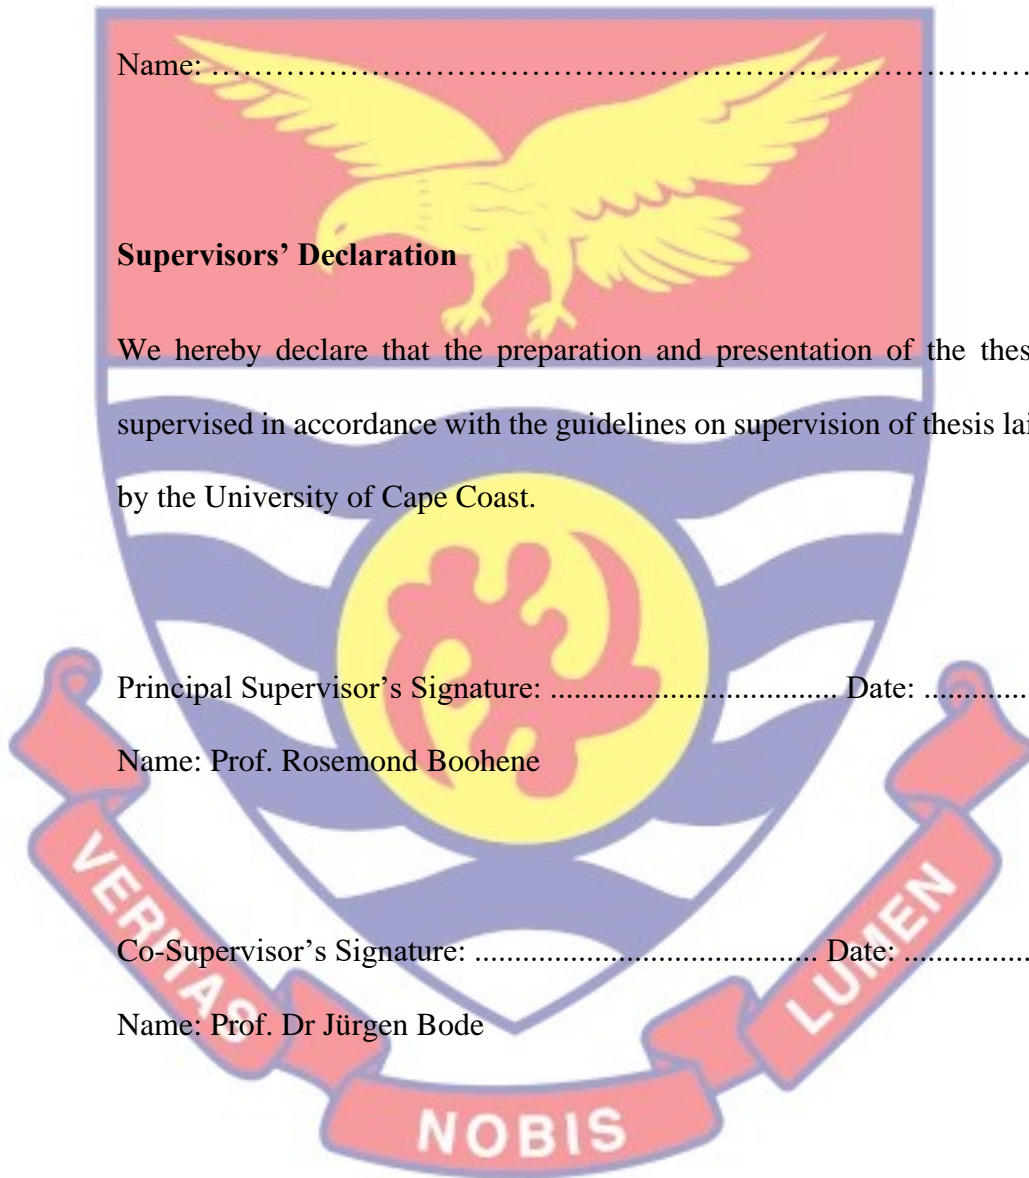 Name: ……………………………………………………………………
Supervisors’ Declaration
We hereby declare that the preparation and presentation of the
supervised in accordance with the guidelines on supervision of thesis
by the University of Cape Coast.
Principal Supervisor’s Signature: .................................... Date: .............
Name: Prof. Rosemond Boohene
Co-Supervisor’s Signature: ........................................... Date: ................
Name: Prof. Dr Jürgen Bode
VERITAS
NOBIS
LUMEN